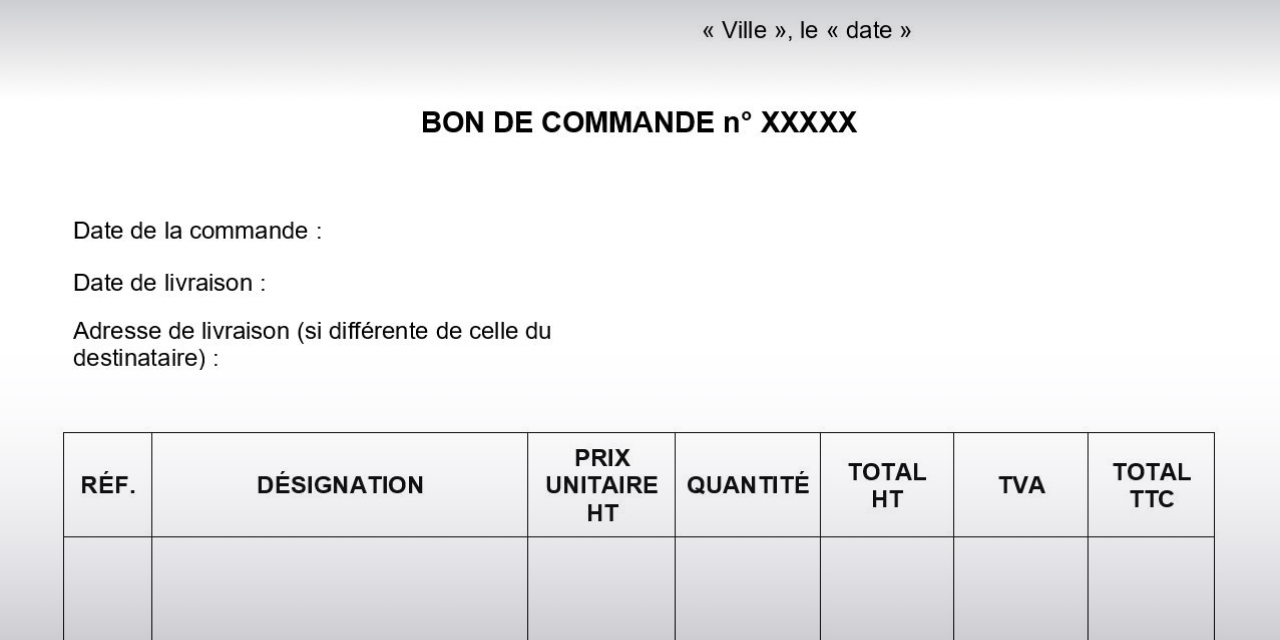 « Ville », le « date »
BON DE COMMANDE n° XXXXX
Date de la commande :
Date de livraison :
Adresse de livraison (si différente de celle du
destinataire) :
RÉF.
DÉSIGNATION
PRIX
UNITAIRE
HT
QUANTITÉ
TOTAL
HT
TVA
TOTAL
TTC